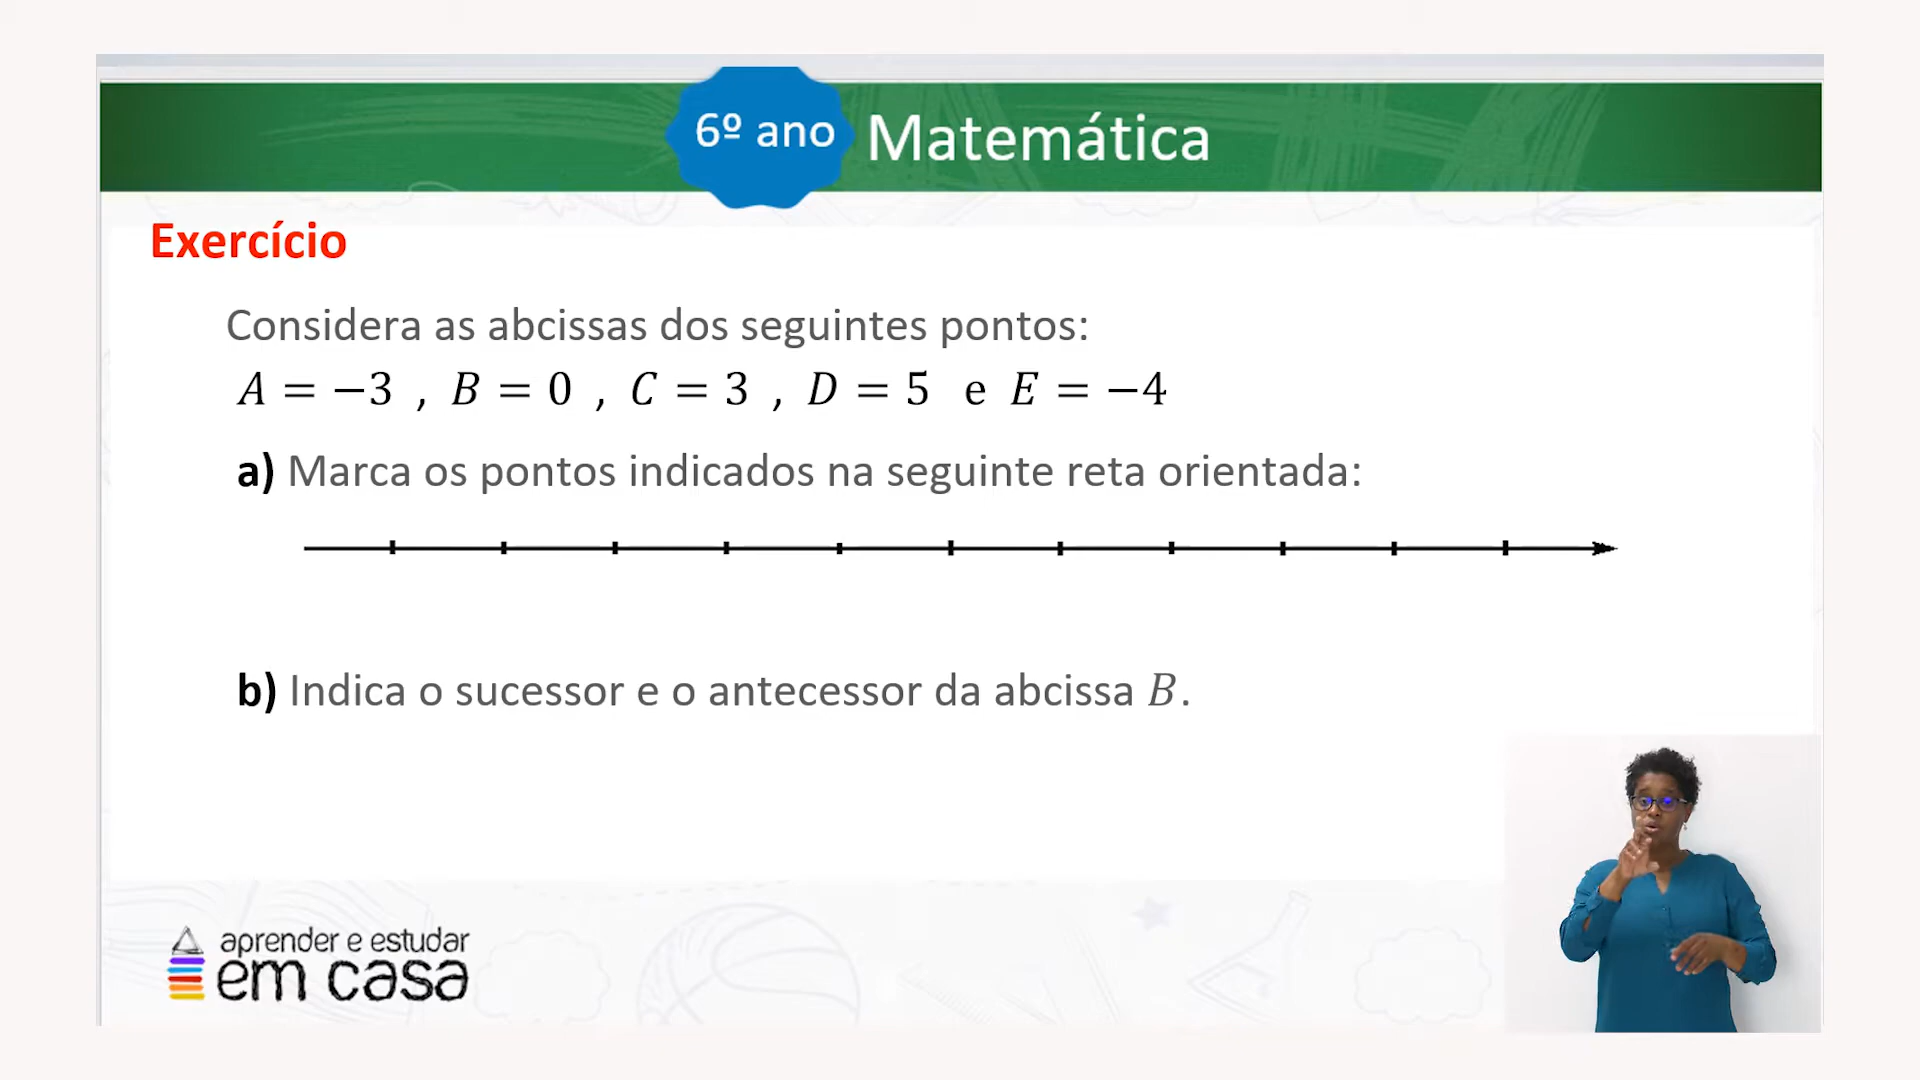 6º ano Matemática
Exercício
Considera as abcissas dos seguintes pontos:
A = −3 , B = 0 , C = 3 , D = 5 e E = −4
a) Marca os pontos indicados na seguinte reta orientada:
b) Indica o sucessor e o antecessor da abcissa B.
aprender e estudar
em casa